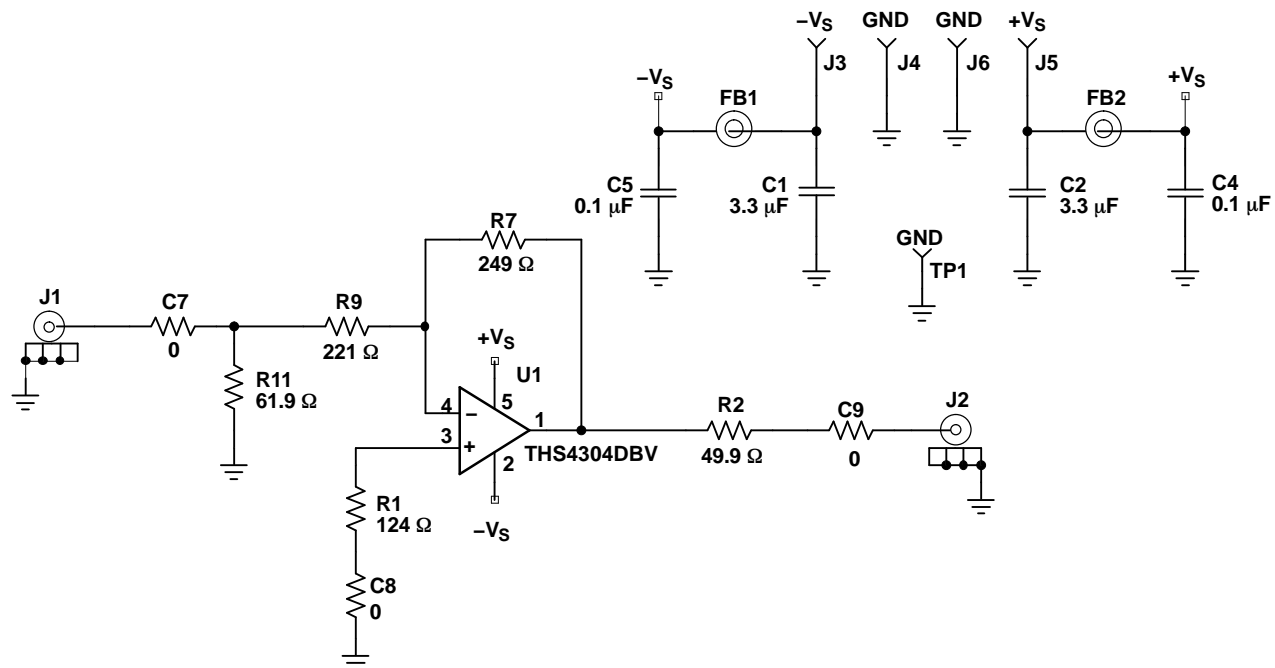 −VS
GND
GND
+VS
J3
J4
J6
J5
−VS
FB1
FB2
+VS
C5
0.1 μF
C1
3.3 μF
C2
3.3 μF
C4
0.1 μF
GND
TP1
R7
249 Ω
J1
C7
0
R9
221 Ω
R11
61.9 Ω
+VS
U1
4
−
5
1
3
+
2
THS4304DBV
−VS
R2
49.9 Ω
C9
0
J2
R1
124 Ω
C8
0